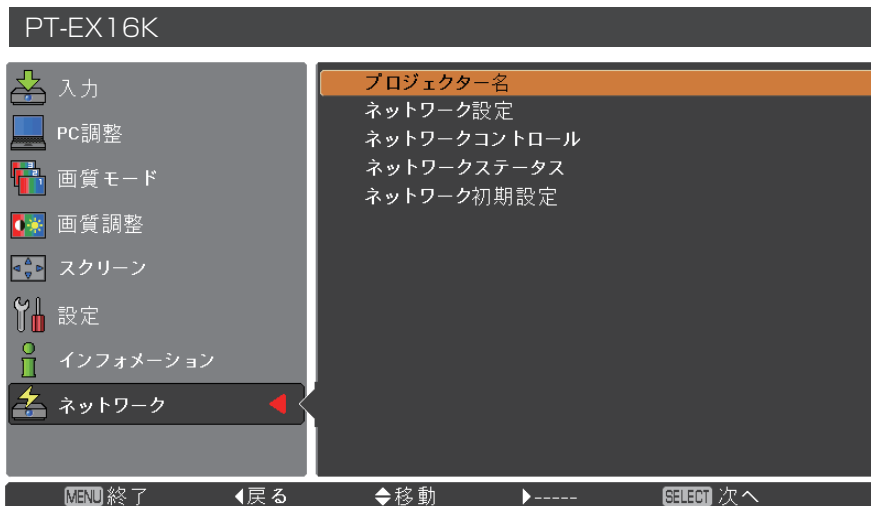 PT-EX16K
入力
PC調整
画質モード
画質調整
スクリーン
設定
インフォメーション
ネットワーク
プロジェクター名
ネットワーク設定
ネットワークコントロール
ネットワークステータス
ネットワーク初期設定
MENU 終了 ◀戻る ◆移動 ▶----- SELECT 次へ